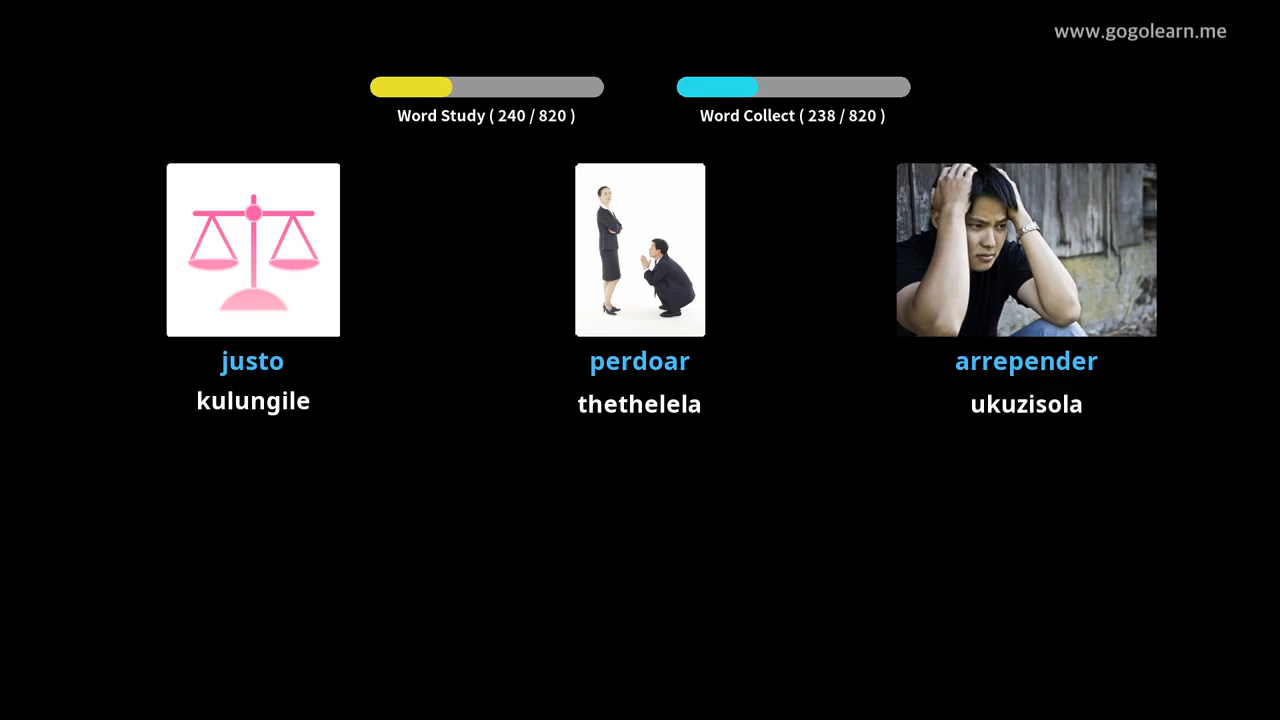 www.gogolearn.me
Word Study ( 240 / 820 )
Word Collect ( 238 / 820 )
justo
perdoar
arrepender
kulungile
thethelela
ukuzisola